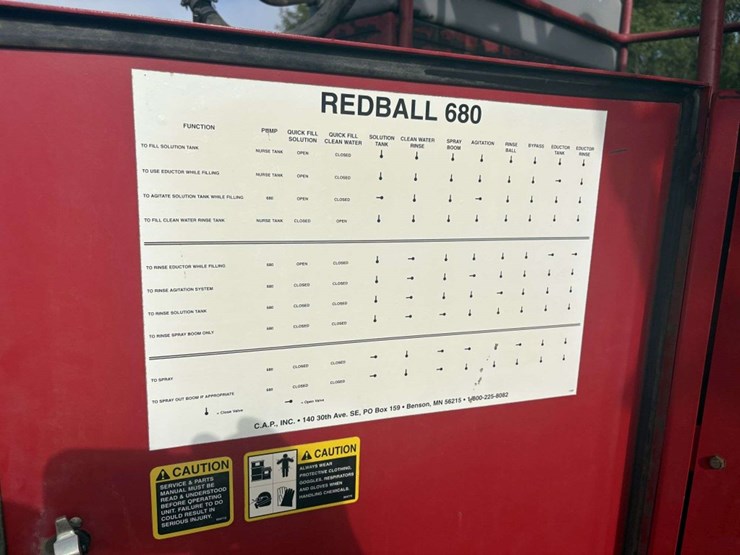 REDBALL 680
FUNCTION PUMP QUICK FILL SOLUTION QUICK FILL CLEAN WATER SOLUTION TANK CLEAN WATER RINSE SPRAY BOOM AGITATION RINSE BALL BYPASS EDUCTOR TANK EDUCTOR RINSE
TO FILL SOLUTION TANK NURSE TANK OPEN CLOSED
TO USE EDUCTOR WHILE FILLING NURSE TANK OPEN CLOSED
TO AGITATE SOLUTION TANK WHILE FILLING 680 OPEN CLOSED
TO FILL CLEAN WATER RINSE TANK NURSE TANK CLOSED OPEN
TO RINSE EDUCTOR WHILE FILLING 680 OPEN CLOSED
TO RINSE AGITATION SYSTEM 680 CLOSED CLOSED
TO RINSE SOLUTION TANK 680 CLOSED CLOSED
TO RINSE SPRAY BOOM ONLY 680 CLOSED CLOSED
TO SPRAY 680 CLOSED CLOSED
TO SPRAY OUT BOOM IF APPROPRIATE 680 CLOSED CLOSED
- Close Valve - Open Valve
C.A.P., INC. • 140 30th Ave. SE, PO Box 159 • Benson, MN 56215 • 1-800-225-8082
CAUTION
SERVICE & PARTS
MANUAL MUST BE
READ & UNDERSTOOD
BEFORE OPERATING
UNIT. FAILURE TO DO
COULD RESULT IN
SERIOUS INJURY.
CAUTION
ALWAYS WEAR
PROTECTIVE CLOTHING,
GOGGLES, RESPIRATORS
AND GLOVES WHEN
HANDLING CHEMICALS.